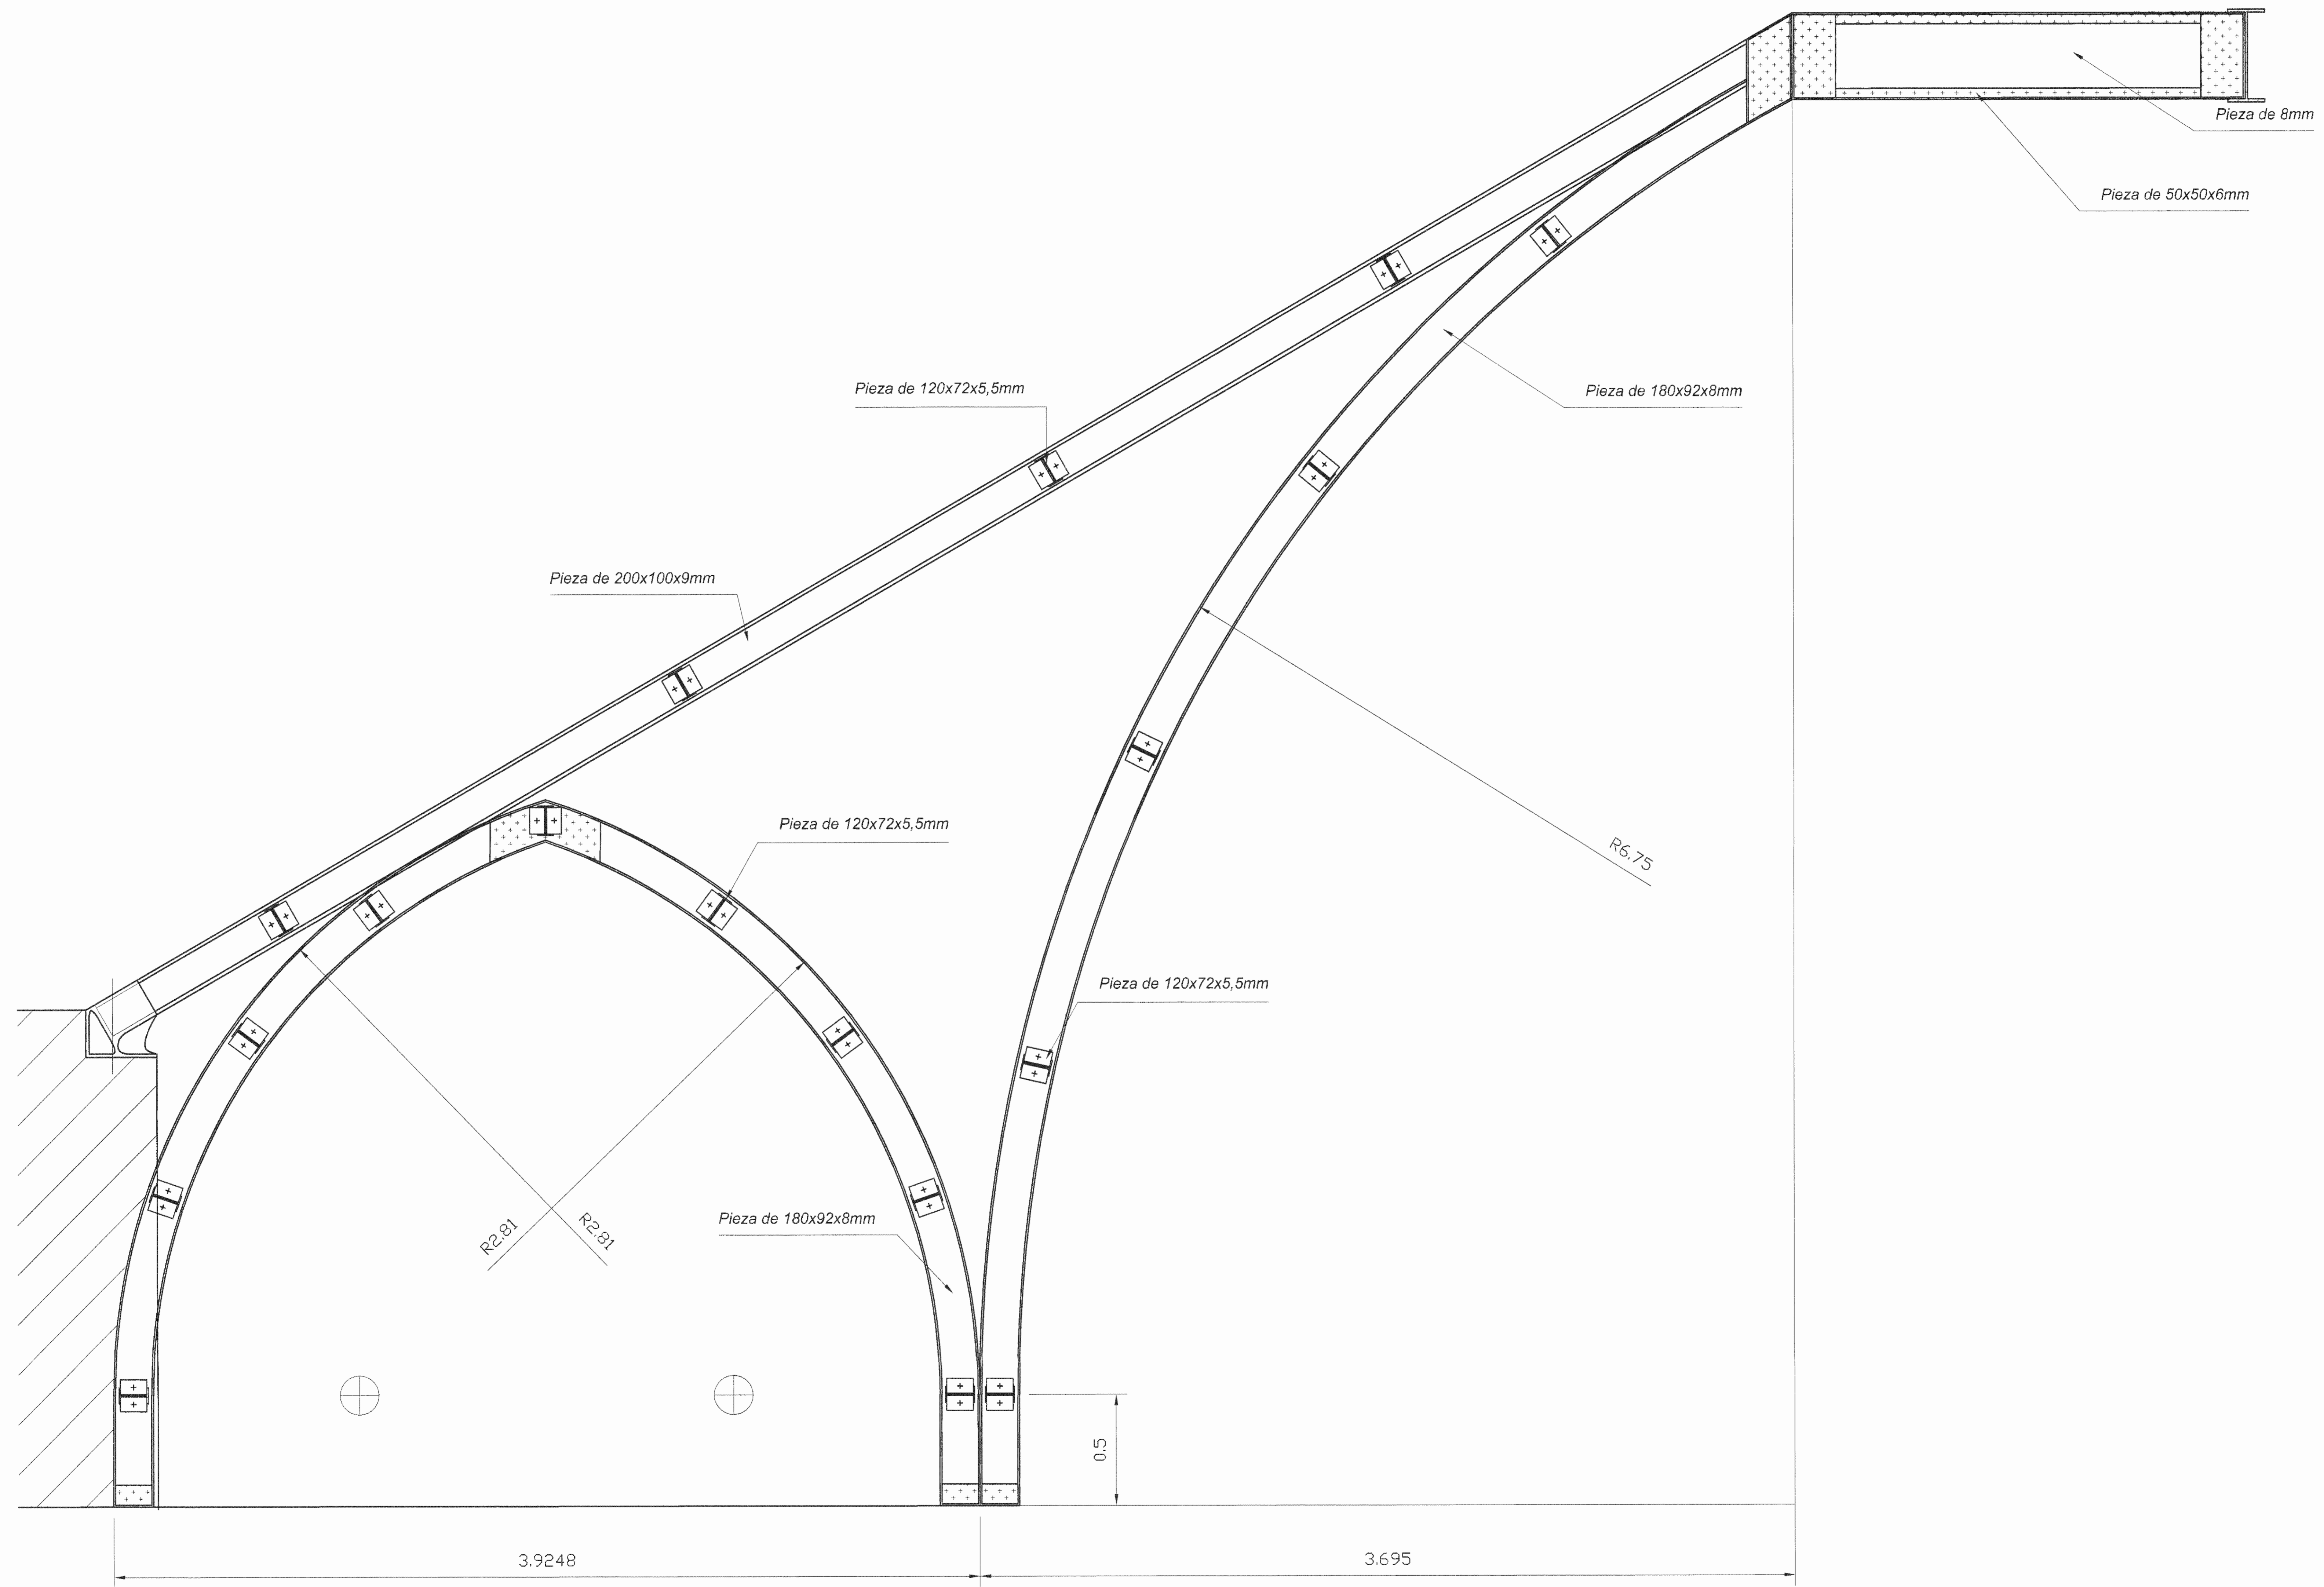 Pieza de 8mm
Pieza de 50x50x6mm
Pieza de 120x72x5,5mm
Pieza de 180x92x8mm
Pieza de 200x100x9mm
Pieza de 120x72x5,5mm
R6.75
Pieza de 120x72x5,5mm
Pieza de 180x92x8mm
R2.81
R2.81
0.5
3.9248
3.695